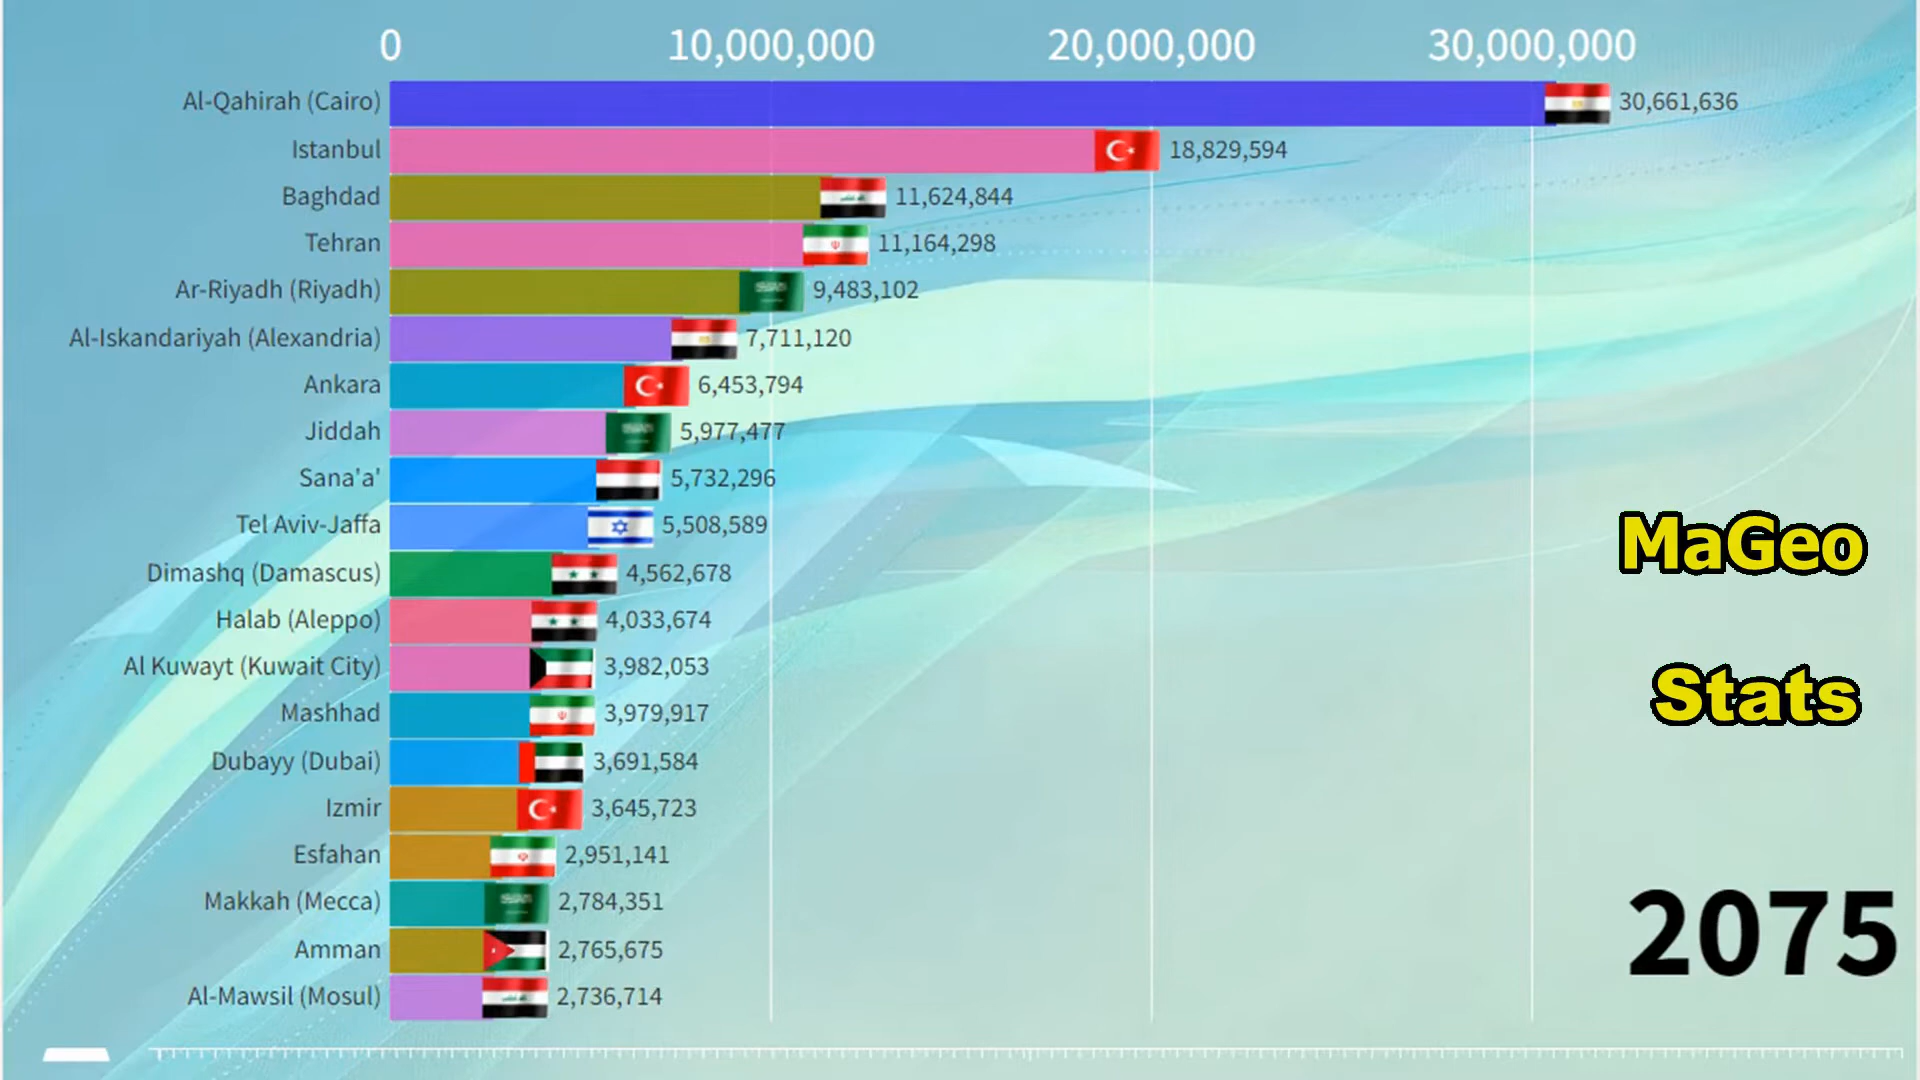 0 10,000,000 20,000,000 30,000,000
Al-Qahirah (Cairo) 30,661,636
Istanbul 18,829,594
Baghdad 11,624,844
Tehran 11,164,298
Ar-Riyadh (Riyadh) 9,483,102
Al-Iskandariyah (Alexandria) 7,711,120
Ankara 6,453,794
Jiddah 5,977,477
Sana'a' 5,732,296
Tel Aviv-Jaffa 5,508,589
MaGeo
Dimashq (Damascus) 4,562,678
Halab (Aleppo) 4,033,674
Al Kuwayt (Kuwait City) 3,982,053
Stats
Mashhad 3,979,917
Dubayy (Dubai) 3,691,584
Izmir 3,645,723
Esfahan 2,951,141
Makkah (Mecca) 2,784,351
2075
Amman 2,765,675
Al-Mawsil (Mosul) 2,736,714